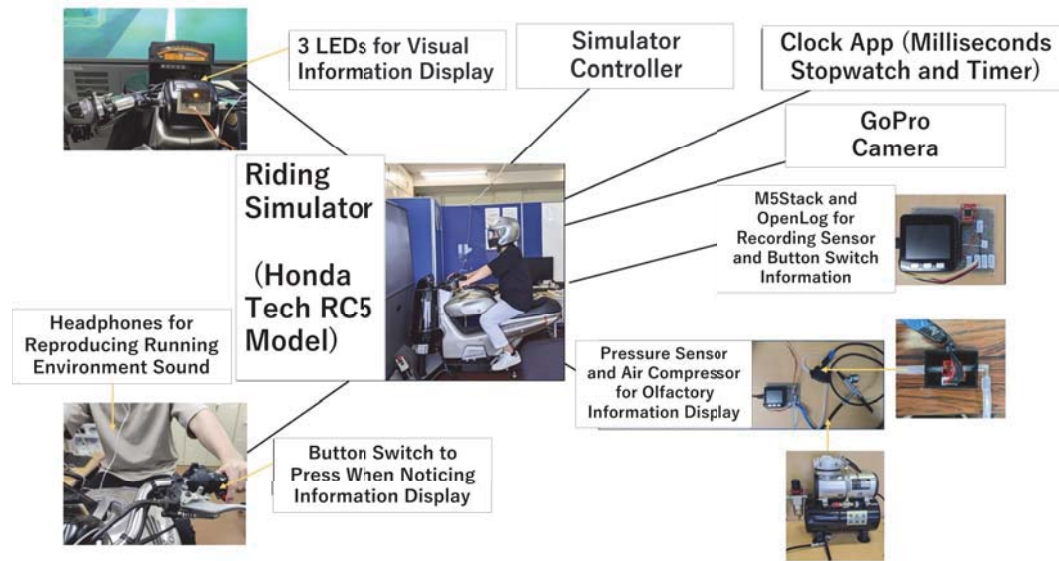 3 LEDs for Visual
Information Display
Simulator
Controller
Clock App (Milliseconds
Stopwatch and Timer)
GoPro
Camera
Riding
Simulator
(Honda
Tech RC5
Model)
M5Stack and
OpenLog for
Recording Sensor
and Button Switch
Information
Headphones for
Reproducing Running
Environment Sound
Pressure Sensor
and Air Compressor
for Olfactory
Information Display
Button Switch to
Press When Noticing
Information Display